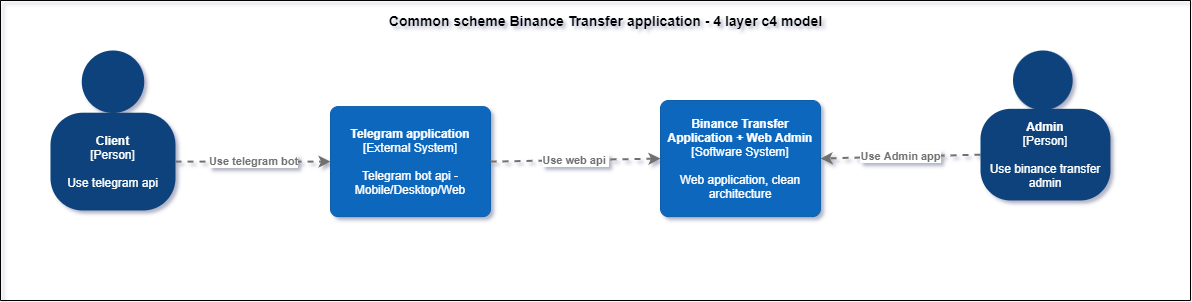 Common scheme Binance Transfer application - 4 layer c4 model
Client
[Person]
Use telegram api
Use telegram bot
Telegram application
[External System]
Telegram bot api -
Mobile/Desktop/Web
Use web api
Binance Transfer
Application + Web Admin
[Software System]
Web application, clean
architecture
Use Admin app
Admin
[Person]
Use binance transfer
admin